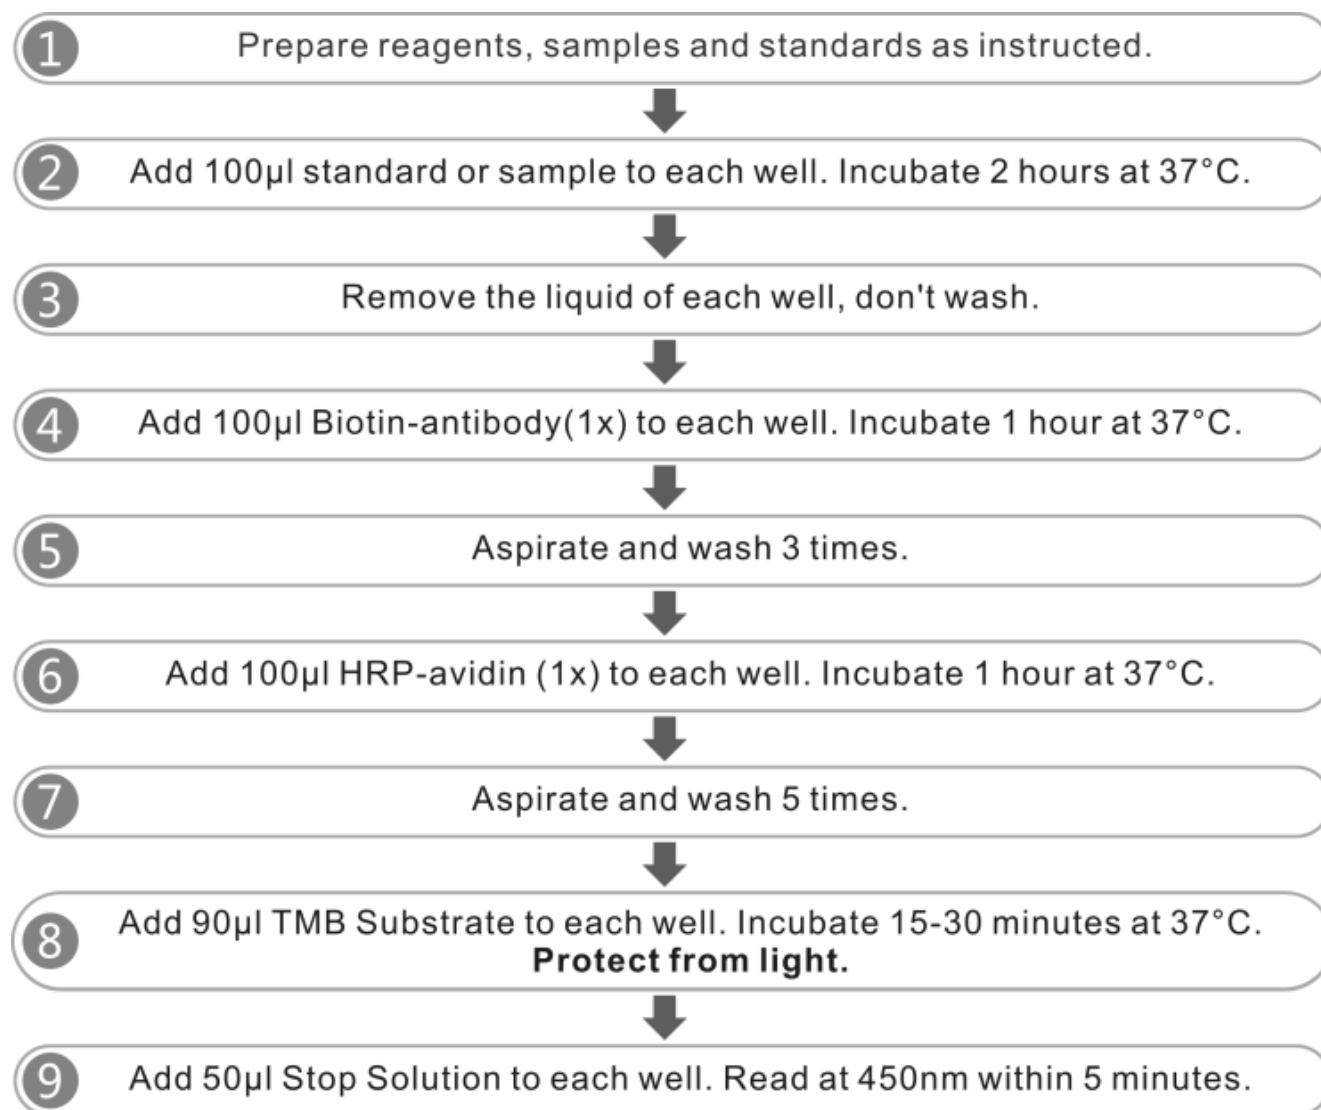 1 Prepare reagents, samples and standards as instructed.
2 Add 100μl standard or sample to each well. Incubate 2 hours at 37°C.
3 Remove the liquid of each well, don't wash.
4 Add 100μl Biotin-antibody(1x) to each well. Incubate 1 hour at 37°C.
5 Aspirate and wash 3 times.
6 Add 100μl HRP-avidin (1x) to each well. Incubate 1 hour at 37°C.
7 Aspirate and wash 5 times.
8 Add 90μl TMB Substrate to each well. Incubate 15-30 minutes at 37°C.
Protect from light.
9 Add 50μl Stop Solution to each well. Read at 450nm within 5 minutes.